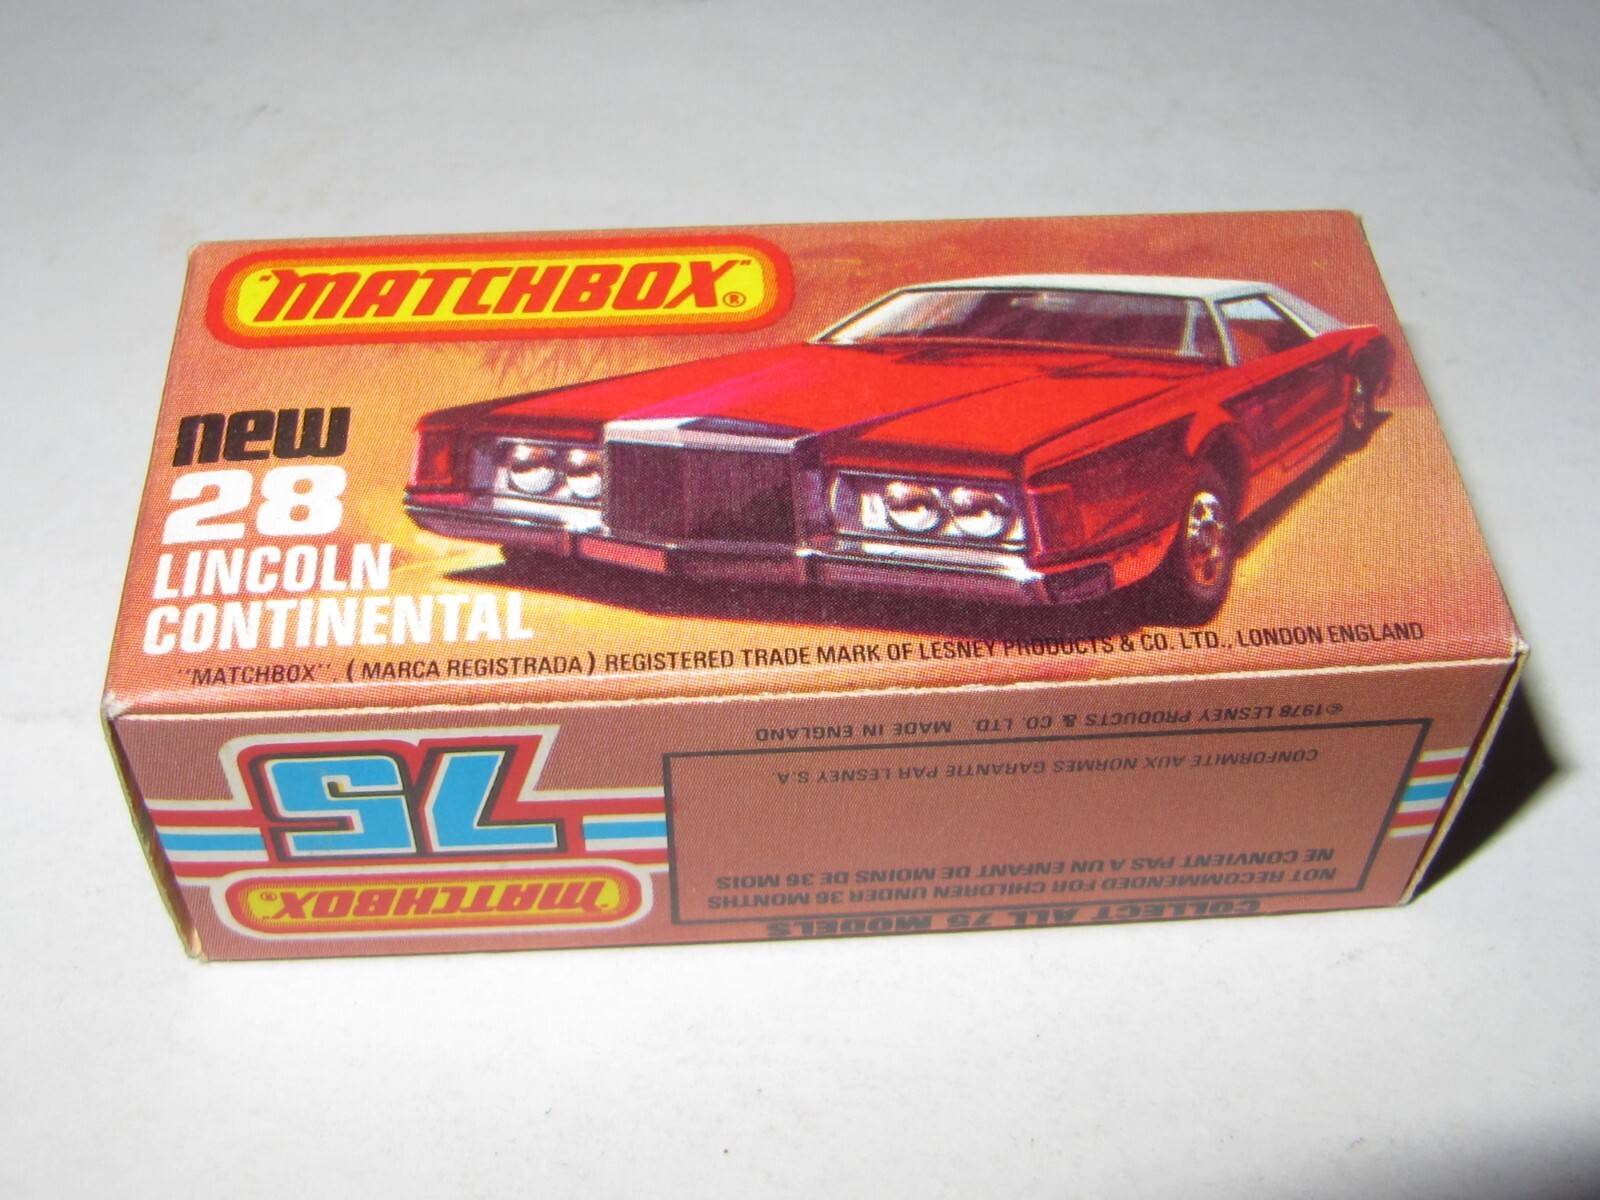 "MATCHBOX"®
new
28
LINCOLN
CONTINENTAL
"MATCHBOX", (MARCA REGISTRADA) REGISTERED TRADE MARK OF LESNEY PRODUCTS & CO. LTD., LONDON ENGLAND
"MATCHBOX"®
75
COLLECT ALL 75 MODELS
NOT RECOMMENDED FOR CHILDREN UNDER 36 MONTHS
NE CONVIENT PAS A UN ENFANT DE MOINS DE 36 MOIS
CONFORMITE AUX NORMES GARANTIE PAR LESNEY S.A.
©1978 LESNEY PRODUCTS & CO. LTD. MADE IN ENGLAND